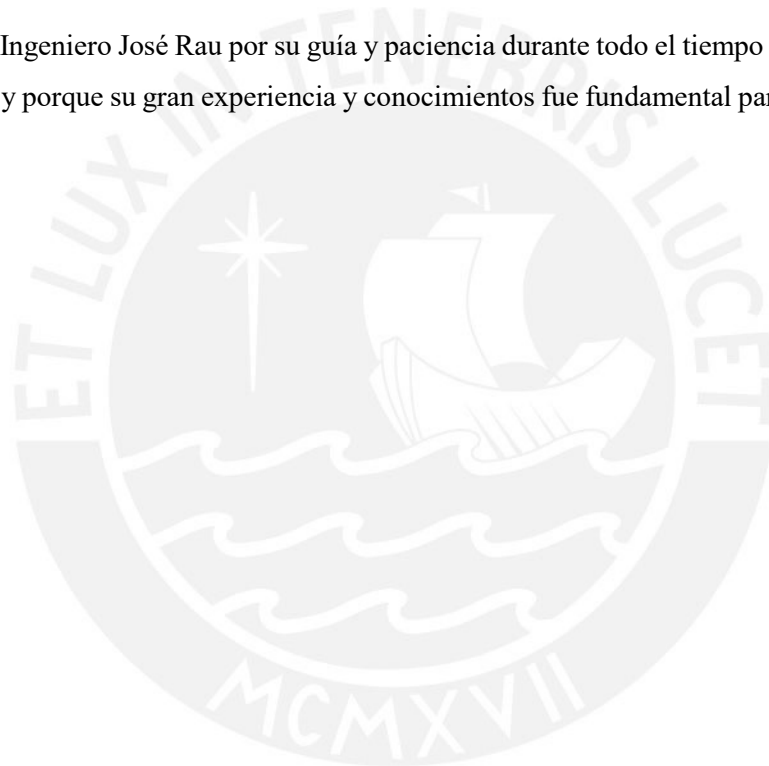 Ingeniero José Rau por su guía y paciencia durante todo el tiempo
y porque su gran experiencia y conocimientos fue fundamental par
ET LUX IN TENEBRIS LUCET
MCMXVII